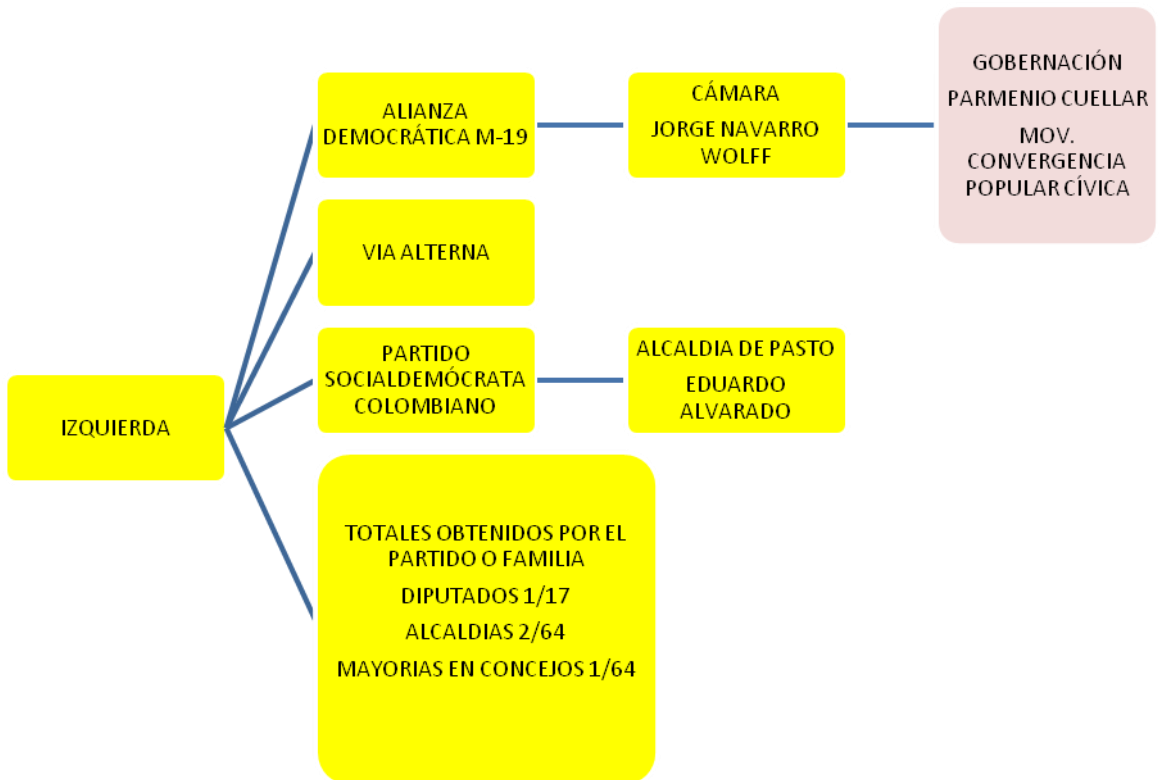 IZQUIERDA
ALIANZA
DEMOCRÁTICA M-19
CÁMARA
JORGE NAVARRO
WOLFF
GOBERNACIÓN
PARMENIO CUELLAR
MOV.
CONVERGENCIA
POPULAR CÍVICA
VIA ALTERNA
PARTIDO
SOCIALDEMÓCRATA
COLOMBIANO
ALCALDIA DE PASTO
EDUARDO
ALVARADO
TOTALES OBTENIDOS POR EL
PARTIDO O FAMILIA
DIPUTADOS 1/17
ALCALDIAS 2/64
MAYORIAS EN CONCEJOS 1/64